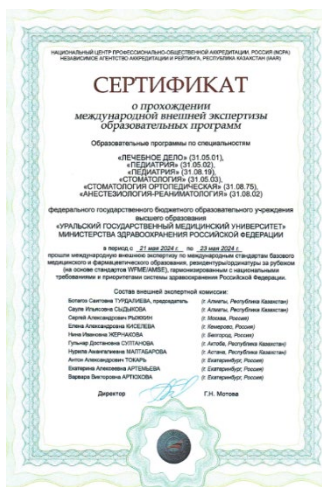 НАЦИОНАЛЬНЫЙ ЦЕНТР ПРОФЕССИОНАЛЬНО-ОБЩЕСТВЕННОЙ АККРЕДИТАЦИИ, РОССИЯ (NCPA)
НЕЗАВИСИМОЕ АГЕНТСТВО АККРЕДИТАЦИИ И РЕЙТИНГА, РЕСПУБЛИКА КАЗАХСТАН (IAAR)
СЕРТИФИКАТ
о прохождении
международной внешней экспертизы
образовательных программ
Образовательные программы по специальностям
«ЛЕЧЕБНОЕ ДЕЛО» (31.05.01),
«ПЕДИАТРИЯ» (31.05.02),
«ПЕДИАТРИЯ» (31.08.19),
«СТОМАТОЛОГИЯ» (31.05.03),
«СТОМАТОЛОГИЯ ОРТОПЕДИЧЕСКАЯ» (31.08.75),
«АНЕСТЕЗИОЛОГИЯ-РЕАНИМАТОЛОГИЯ» (31.08.02)
федерального государственного бюджетного образовательного учреждения
высшего образования
«УРАЛЬСКИЙ ГОСУДАРСТВЕННЫЙ МЕДИЦИНСКИЙ УНИВЕРСИТЕТ»
МИНИСТЕРСТВА ЗДРАВООХРАНЕНИЯ РОССИЙСКОЙ ФЕДЕРАЦИИ
в период с 21 мая 2024 г. по 23 мая 2024 г.
прошли международную внешнюю экспертизу по международным стандартам базового
медицинского и фармацевтического образования, резидентуры/ординатуры за рубежом
(на основе стандартов WFME/AMSE), гармонизированным с национальными
требованиями и приоритетами системы здравоохранения Российской Федерации.
Состав внешней экспертной комиссии:
Болатос Саитовна ТУРДАЛИЕВА, председатель (г. Алматы, Республика Казахстан)
Сауле Ильисовна СЫДЫКОВА (г. Алматы, Республика Казахстан)
Сергей Александрович РЫЖКИН (г. Москва, Россия)
Елена Александровна КИСЕЛЕВА (г. Кемерово, Россия)
Нина Ивановна ЖЕРНАКОВА (г. Белгород, Россия)
Гульнар Достановна СУЛТАНОВА (г. Актобе, Республика Казахстан)
Нургела Амангалиевна МАЛТАБАРОВА (г. Астана, Республика Казахстан)
Антон Александрович ТОКАРЬ (г. Екатеринбург, Россия)
Екатерина Алексеевна АРТЕМЬЕВА (г. Екатеринбург, Россия)
Варвара Викторовна АРТЮХОВА (г. Екатеринбург, Россия)
Директор Г.Н. Мотова